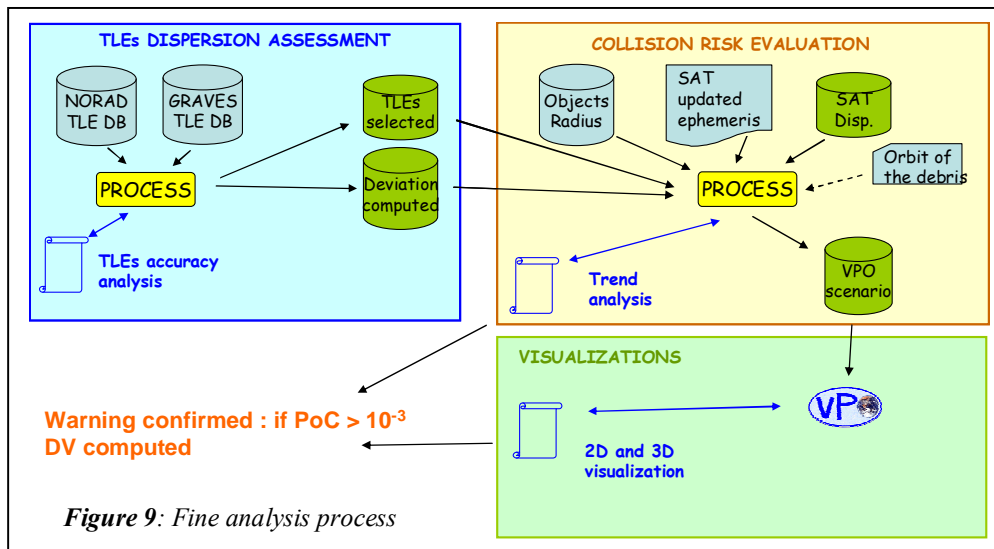 TLEs DISPERSION ASSESSMENT
NORAD
TLE DB
GRAVES
TLE DB
TLEs
selected
PROCESS
Deviation
computed
TLEs accuracy
analysis
COLLISION RISK EVALUATION
Objects
Radius
SAT
updated
ephemeris
SAT
Disp.
Orbit of
the debris
PROCESS
Trend
analysis
VPO
scenario
VISUALIZATIONS
VPO
2D and 3D
visualization
Warning confirmed : if PoC > 10⁻³
DV computed
Figure 9: Fine analysis process